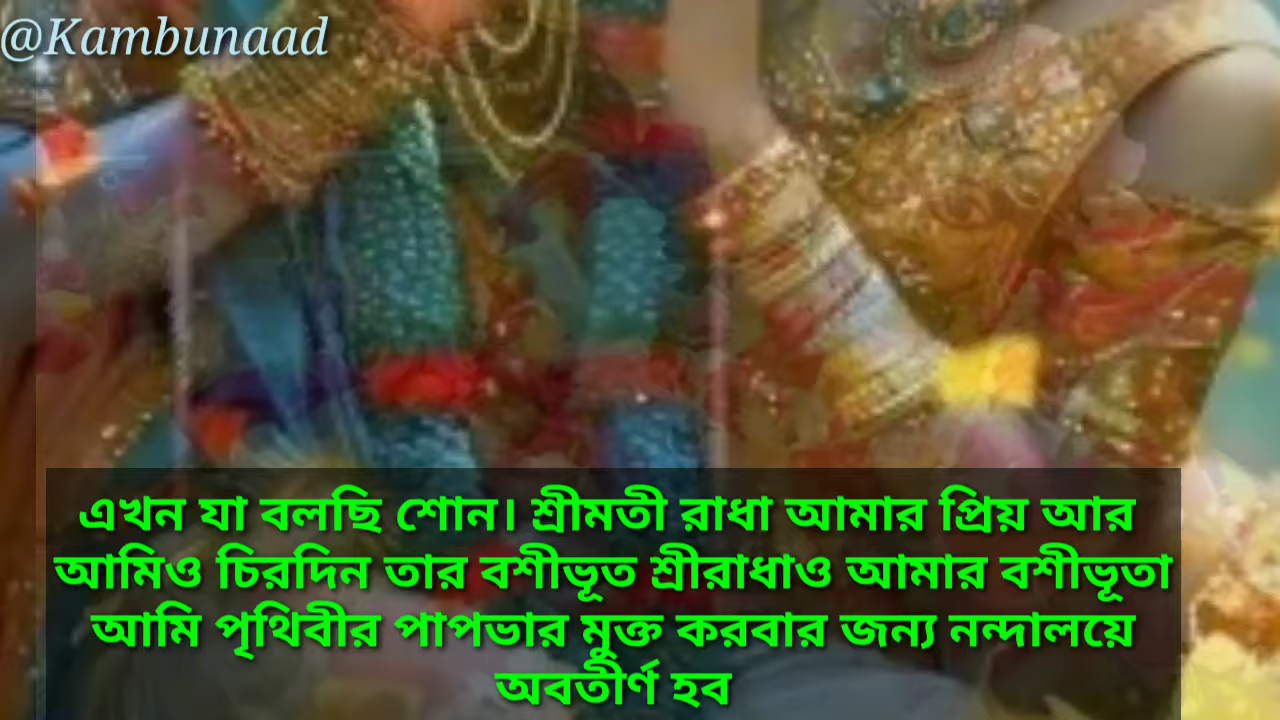 @Kambunaad
এখন যা বলছি শোন। শ্রীমতী রাধা আমার প্রিয় আর
আমিও চিরদিন তার বশীভূত শ্রীরাধাও আমার বশীভূতা
আমি পৃথিবীর পাপভার মুক্ত করবার জন্য নন্দালয়ে
অবতীর্ণ হব